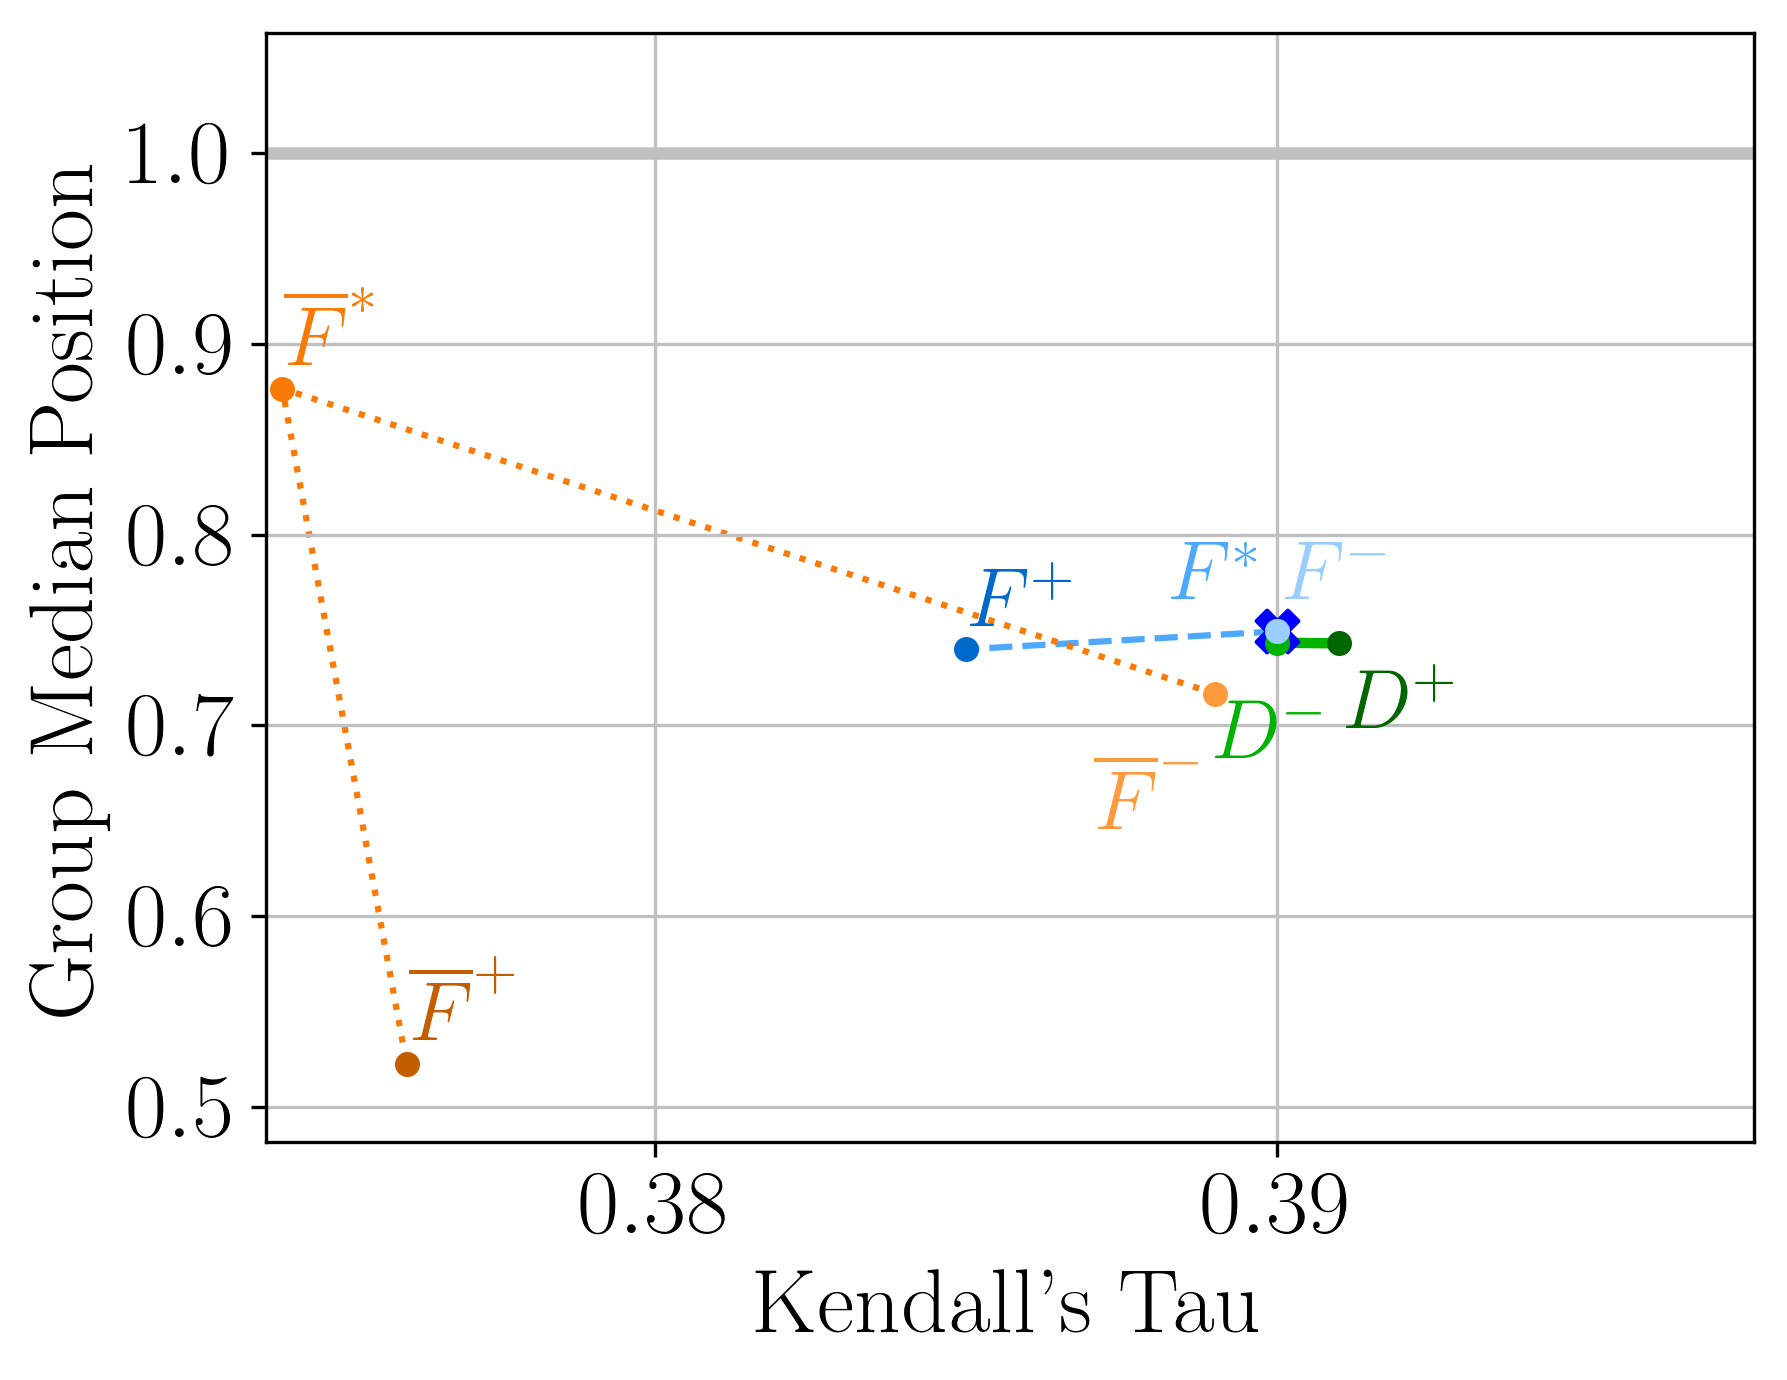 1.0
0.9
0.8
0.7
0.6
0.5
Group Median Position
F̅*
F⁺
F* F⁻
D⁻ D⁺
F̅⁻
F̅⁺
0.38 0.39
Kendall's Tau